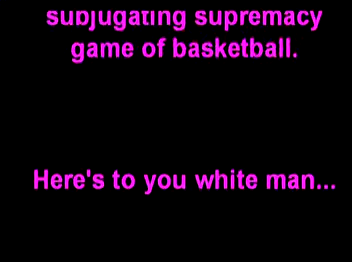 subjugating supremacy
game of basketball.
Here's to you white man...